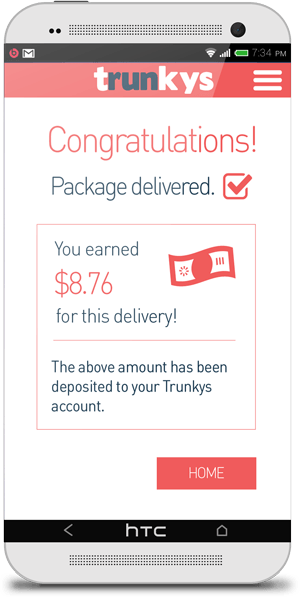 7:34 PM
trunkys
Congratulations!
Package delivered.
You earned
$8.76
for this delivery!
The above amount has been
deposited to your Trunkys
account.
HOME
hTC